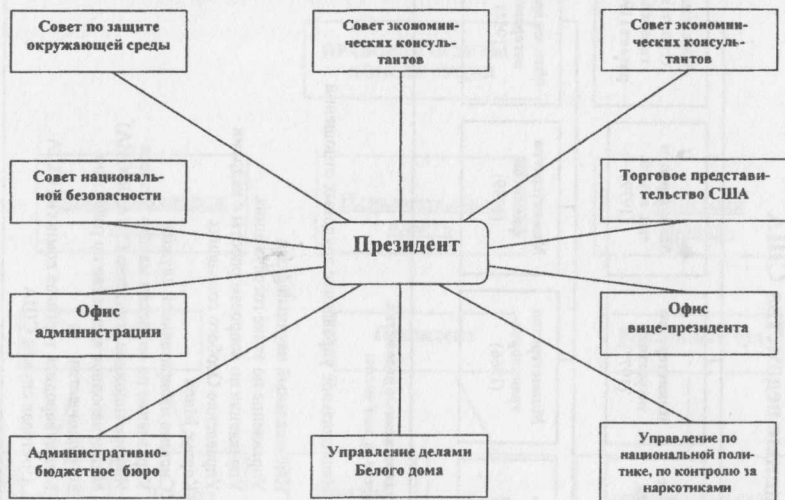 Совет по защите
окружающей среды
Совет экономин-
ческих консуль-
тантов
Совет экономин-
ческих консуль-
тантов
Совет националь-
ной безопасности
Торговое представи-
тельство США
Президент
Офис
администрации
Офис
вице-президента
Административно-
бюджетное бюро
Управление делами
Белого дома
Управление по
национальной поли-
тике, по контролю за
наркотиками